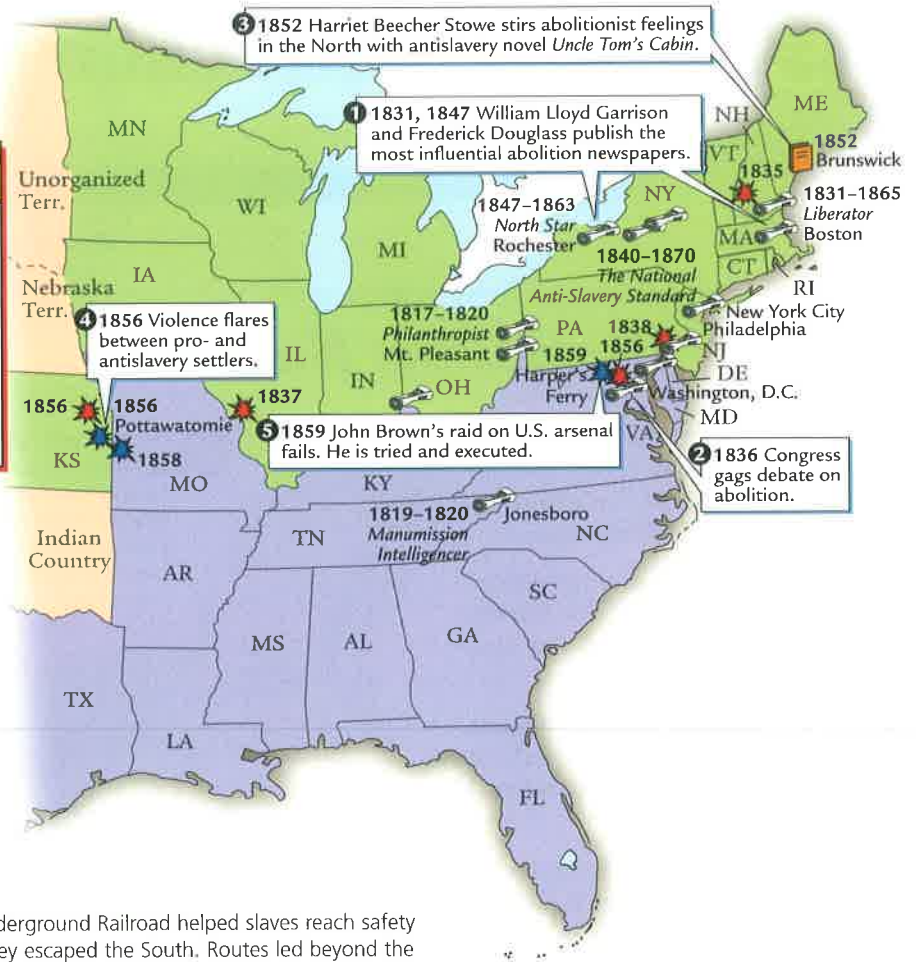 ❸ 1852 Harriet Beecher Stowe stirs abolitionist feelings
in the North with antislavery novel Uncle Tom's Cabin.
❶ 1831, 1847 William Lloyd Garrison
and Frederick Douglass publish the
most influential abolition newspapers.
MN
Unorganized
Terr.
WI
MI
NH
ME
VT
1852
Brunswick
1835
1831–1865
Liberator
Boston
NY
1847–1863
North Star
Rochester
MA
CT
RI
1840–1870
The National
Anti-Slavery Standard
New York City
IA
Nebraska
Terr.
❹ 1856 Violence flares
between pro- and
antislavery settlers.
1817–1820
Philanthropist
Mt. Pleasant
PA
1838
Philadelphia
1856
NJ
1859
Harper's
Ferry
DE
Washington, D.C.
MD
VA
IL
IN
OH
1856
1856
Pottawatomie
1837
❺ 1859 John Brown's raid on U.S. arsenal
fails. He is tried and executed.
❷ 1836 Congress
gags debate on
abolition.
KS
1858
MO
KY
1819–1820
Manumission
Intelligencer
Jonesboro
TN
NC
Indian
Country
AR
SC
MS
AL
GA
TX
LA
FL
derground Railroad helped slaves reach safety
ey escaped the South. Routes led beyond the